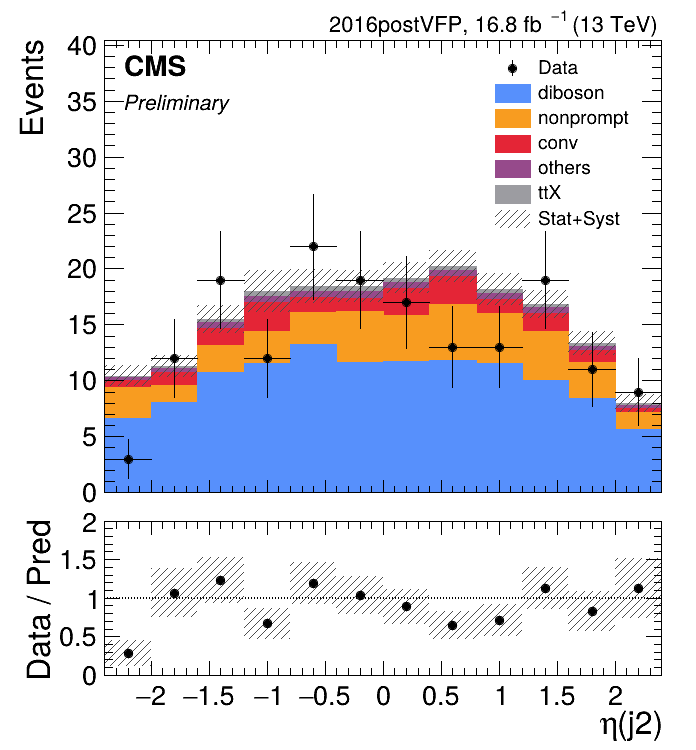 2016postVFP, 16.8 fb⁻¹ (13 TeV)
Events
40
35
30
25
20
15
10
5
0
CMS
Preliminary
Data
diboson
nonprompt
conv
others
ttX
Stat+Syst
Data / Pred
2
1.5
1
0.5
0
−2 −1.5 −1 −0.5 0 0.5 1 1.5 2
η(j2)